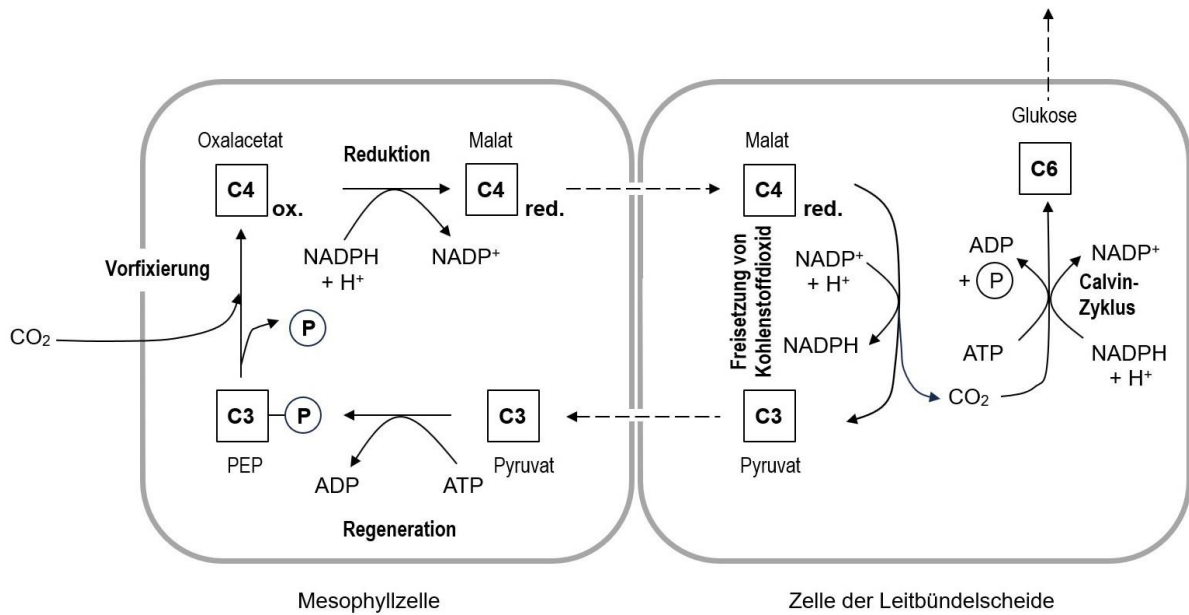 Glukose
Oxalacetat
Reduktion
Malat
Malat
C4
ox.
C4
red.
C4
red.
C6
NADPH
+ H⁺
NADP⁺
Vorfixierung
CO₂
P
Freisetzung von
Kohlenstoffdioxid
NADP⁺
+ H⁺
NADPH
ADP
+ P
NADP⁺
Calvin-
Zyklus
ATP
NADPH
+ H⁺
CO₂
C3
P
C3
C3
PEP
ADP
ATP
Pyruvat
Pyruvat
Regeneration
Mesophyllzelle
Zelle der Leitbündelscheide